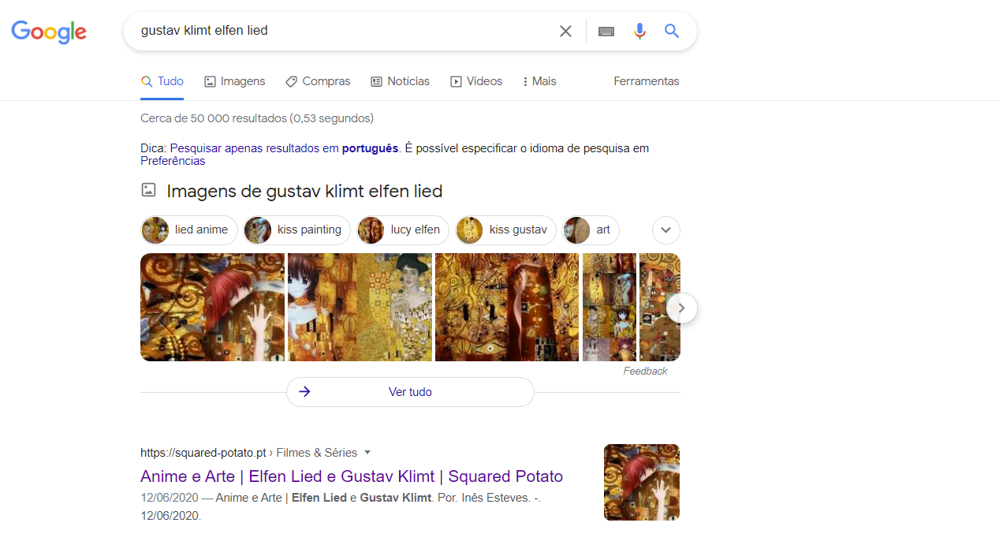 Google
gustav klimt elfen lied
Tudo Imagens Compras Notícias Vídeos Mais Ferramentas
Cerca de 50 000 resultados (0,53 segundos)
Dica: Pesquisar apenas resultados em português. É possível especificar o idioma de pesquisa em
Preferências
Imagens de gustav klimt elfen lied
lied anime kiss painting lucy elfen kiss gustav art
Feedback
Ver tudo
https://squared-potato.pt › Filmes & Séries
Anime e Arte | Elfen Lied e Gustav Klimt | Squared Potato
12/06/2020 — Anime e Arte | Elfen Lied e Gustav Klimt. Por. Inês Esteves. -.
12/06/2020.